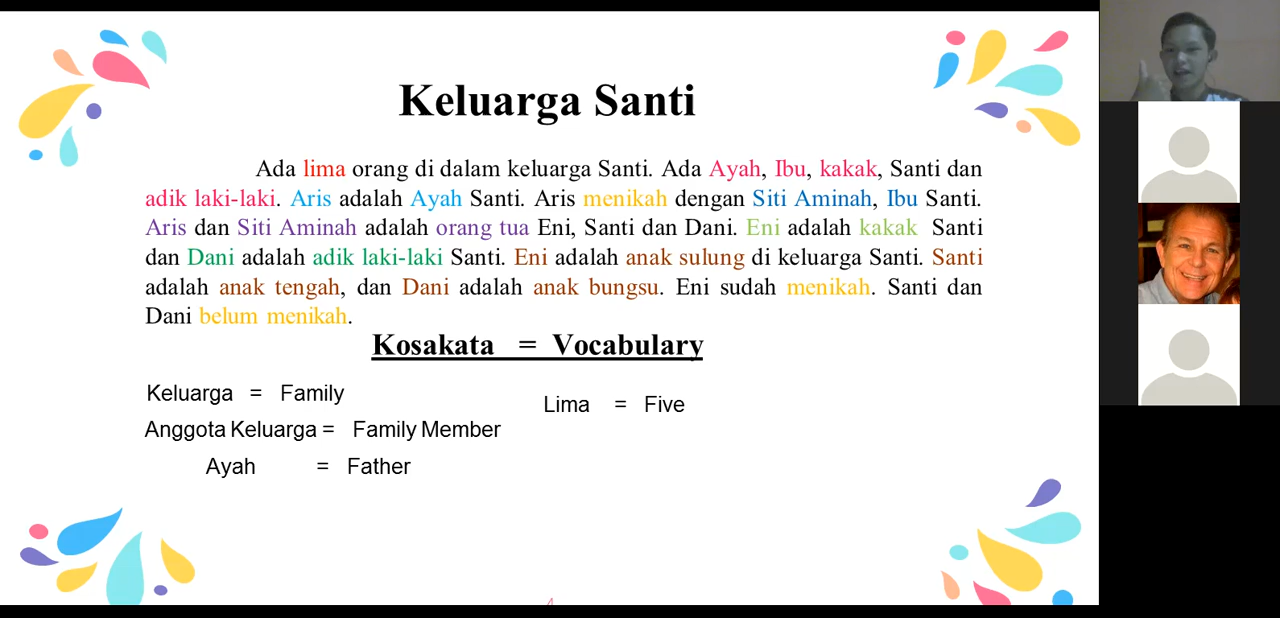 Keluarga Santi
Ada lima orang di dalam keluarga Santi. Ada Ayah, Ibu, kakak, Santi dan
adik laki-laki. Aris adalah Ayah Santi. Aris menikah dengan Siti Aminah, Ibu Santi.
Aris dan Siti Aminah adalah orang tua Eni, Santi dan Dani. Eni adalah kakak Santi
dan Dani adalah adik laki-laki Santi. Eni adalah anak sulung di keluarga Santi. Santi
adalah anak tengah, dan Dani adalah anak bungsu. Eni sudah menikah. Santi dan
Dani belum menikah.
Kosakata = Vocabulary
Keluarga = Family
Lima = Five
Anggota Keluarga = Family Member
Ayah = Father